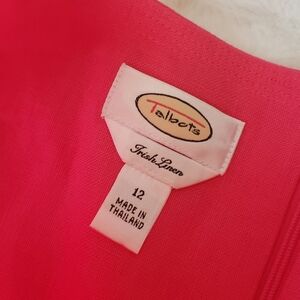 Talbots
Irish Linen
12
MADE IN
THAILAND